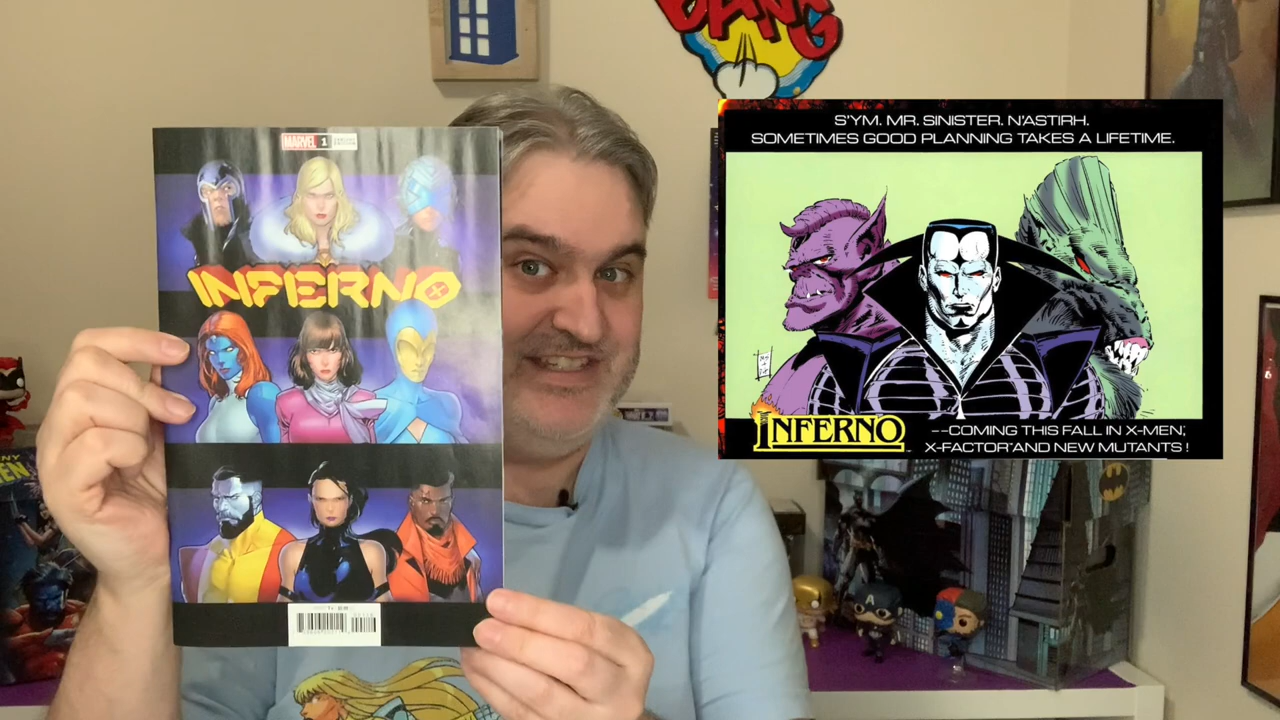 BANG
MARVEL 1
INFERNO
S'YM. MR. SINISTER. N'ASTIRH.
SOMETIMES GOOD PLANNING TAKES A LIFETIME.
INFERNO
--COMING THIS FALL IN X-MEN,
X-FACTOR AND NEW MUTANTS!